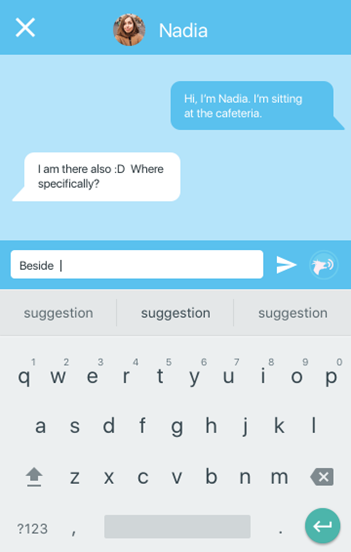 Nadia
Hi, I'm Nadia. I'm sitting
at the cafeteria.
I am there also :D Where
specifically?
Beside
suggestion suggestion suggestion
1 2 3 4 5 6 7 8 9 0
q w e r t y u i o p
a s d f g h j k l
z x c v b n m
?123 , .